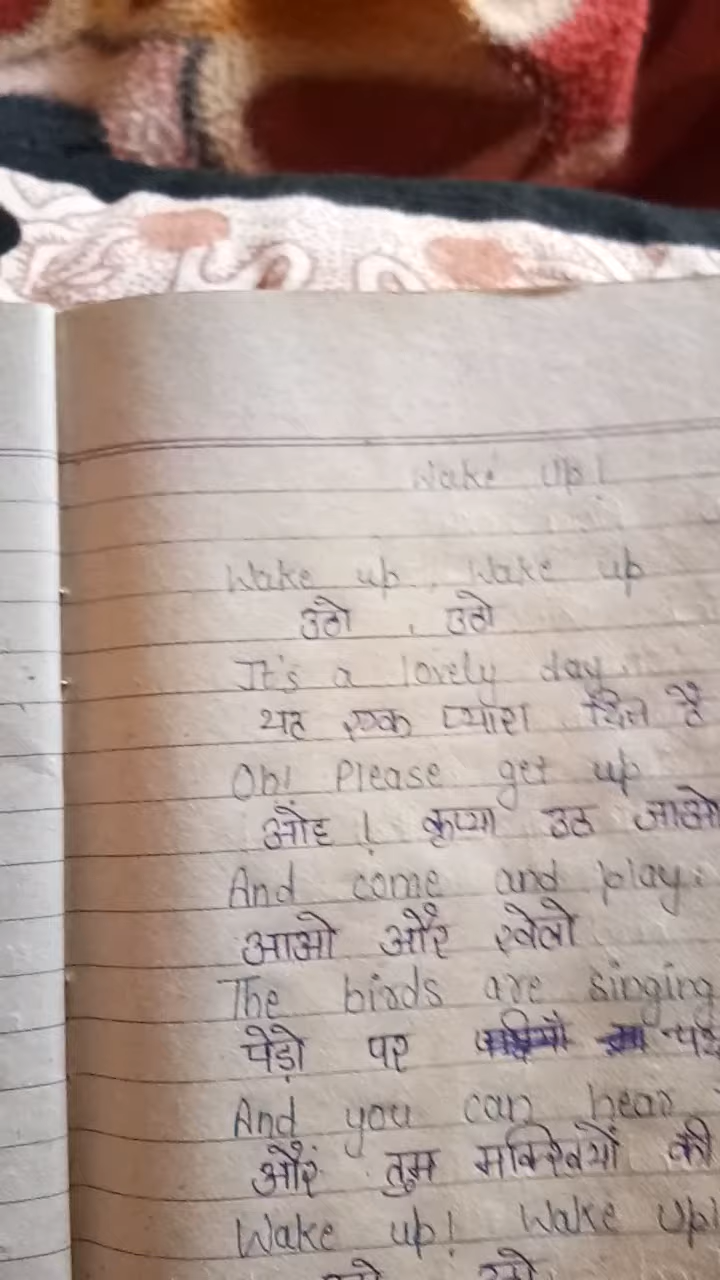 Wake up!
Wake up, Wake up
उठो , उठो
It's a lovely day.
यह एक प्यारा दिन है
Oh! Please get up
ओह ! कृप्या उठ जाओ
And come and play:
आओ और खेलो
The birds are singing
पेड़ो पर
And you can hear
और तुम मक्खियों की
Wake up! Wake up!